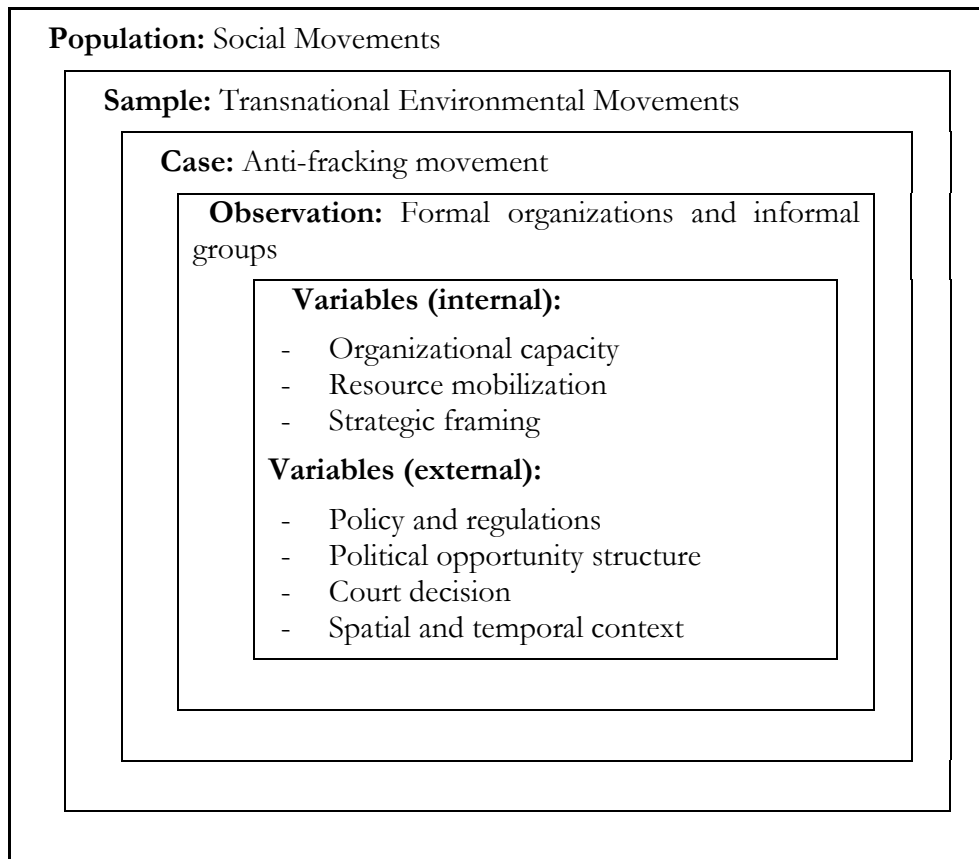 Population: Social Movements
Sample: Transnational Environmental Movements
Case: Anti-fracking movement
Observation: Formal organizations and informal
groups
Variables (internal):
- Organizational capacity
- Resource mobilization
- Strategic framing
Variables (external):
- Policy and regulations
- Political opportunity structure
- Court decision
- Spatial and temporal context